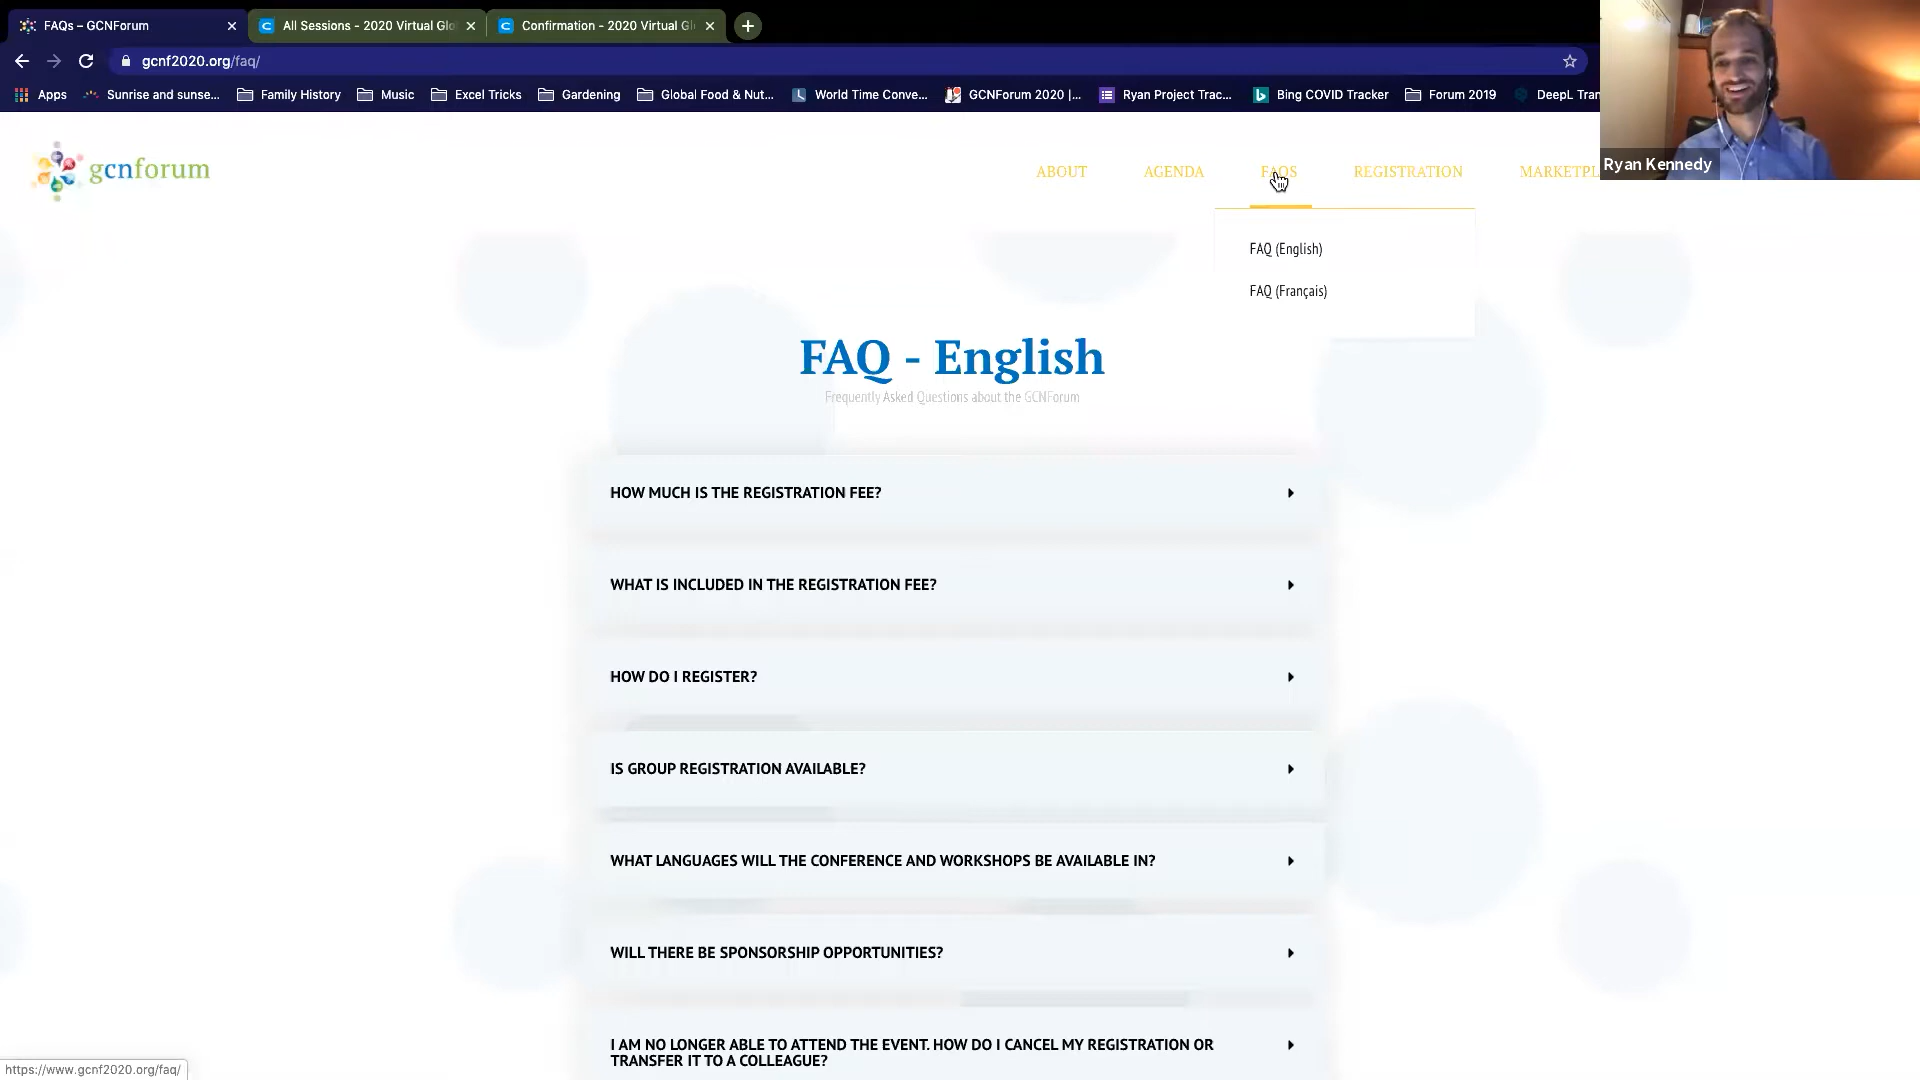 FAQs – GCNForum
All Sessions - 2020 Virtual Glo
Confirmation - 2020 Virtual Gl
gcnf2020.org/faq/
Apps
Sunrise and sunse...
Family History
Music
Excel Tricks
Gardening
Global Food & Nut...
World Time Conve...
GCNForum 2020 |...
Ryan Project Trac...
Bing COVID Tracker
Forum 2019
DeepL Tran
Ryan Kennedy
gcnforum
ABOUT
AGENDA
FAQS
REGISTRATION
MARKETPL
FAQ (English)
FAQ (Français)
FAQ - English
Frequently Asked Questions about the GCNForum
HOW MUCH IS THE REGISTRATION FEE?
WHAT IS INCLUDED IN THE REGISTRATION FEE?
HOW DO I REGISTER?
IS GROUP REGISTRATION AVAILABLE?
WHAT LANGUAGES WILL THE CONFERENCE AND WORKSHOPS BE AVAILABLE IN?
WILL THERE BE SPONSORSHIP OPPORTUNITIES?
I AM NO LONGER ABLE TO ATTEND THE EVENT. HOW DO I CANCEL MY REGISTRATION OR
TRANSFER IT TO A COLLEAGUE?
https://www.gcnf2020.org/faq/